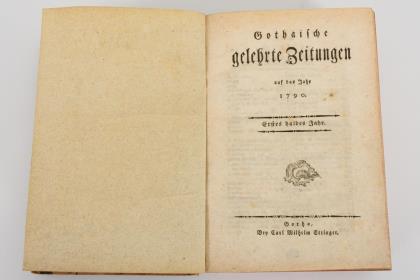 Gothaische
gelehrte Zeitungen
auf das Jahr
1790.
Erstes halbes Jahr.
Gotha,
Bey Carl Wilhelm Ettinger.